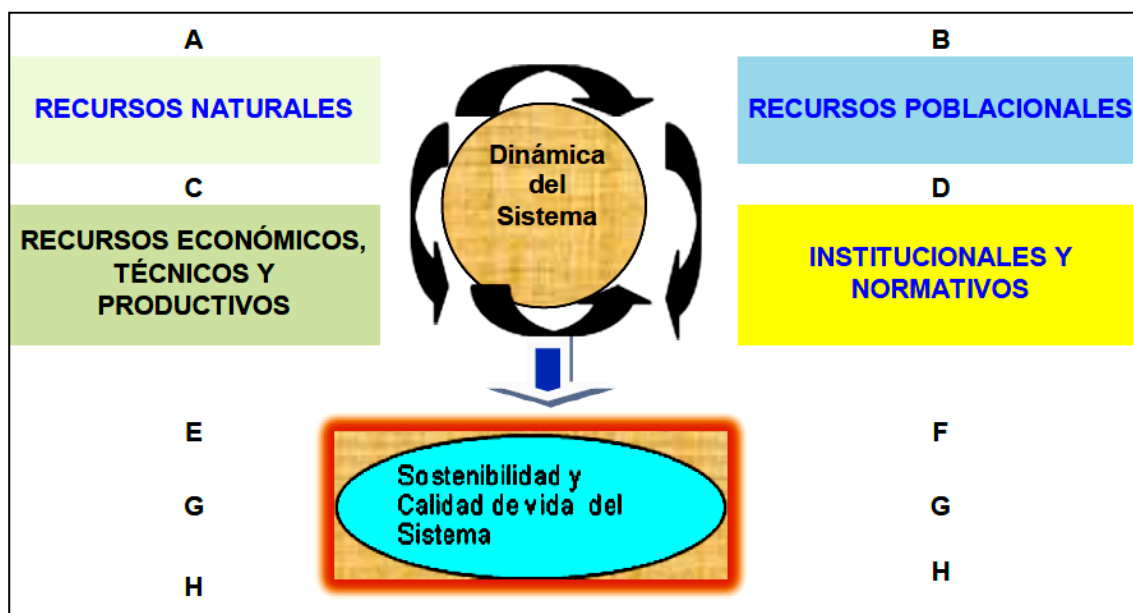 A
B
RECURSOS NATURALES
RECURSOS POBLACIONALES
Dinámica
del
Sistema
C
D
RECURSOS ECONÓMICOS,
TÉCNICOS Y
PRODUCTIVOS
INSTITUCIONALES Y
NORMATIVOS
E
F
Sostenibilidad y
Calidad de vida del
Sistema
G
G
H
H